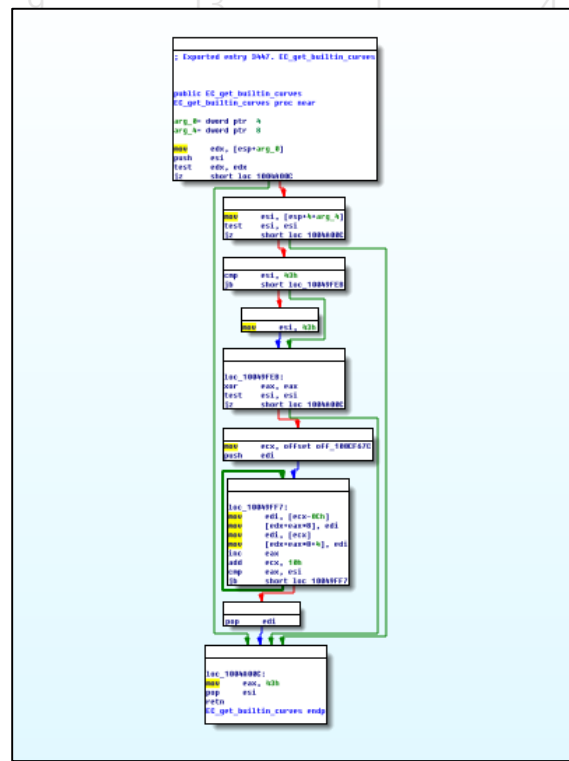 ; Exported entry 3447. EC_get_builtin_curves
public EC_get_builtin_curves
EC_get_builtin_curves proc near
arg_0= dword ptr 4
arg_4= dword ptr 8
mov edx, [esp+arg_0]
push esi
test edx, edx
jz short loc_1004A00C
mov esi, [esp+4+arg_4]
test esi, esi
jz short loc_1004A00C
cmp esi, 43h
jb short loc_10049FE8
mov esi, 43h
loc_10049FE8:
xor eax, eax
test esi, esi
jz short loc_1004A00C
mov ecx, offset off_100CF67C
push edi
loc_10049FF7:
mov edi, [ecx-0Ch]
mov [edx+eax*8], edi
mov edi, [ecx]
mov [edx+eax*8+4], edi
inc eax
add ecx, 10h
cmp eax, esi
jb short loc_10049FF7
pop edi
loc_1004A00C:
mov eax, 43h
pop esi
retn
EC_get_builtin_curves endp